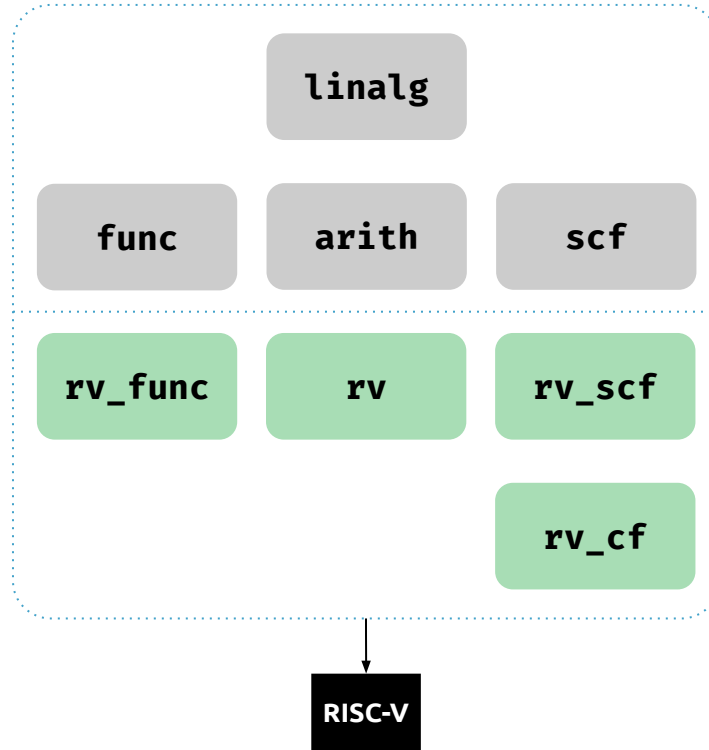 linalg
func
arith
scf
rv_func
rv
rv_scf
rv_cf
RISC-V